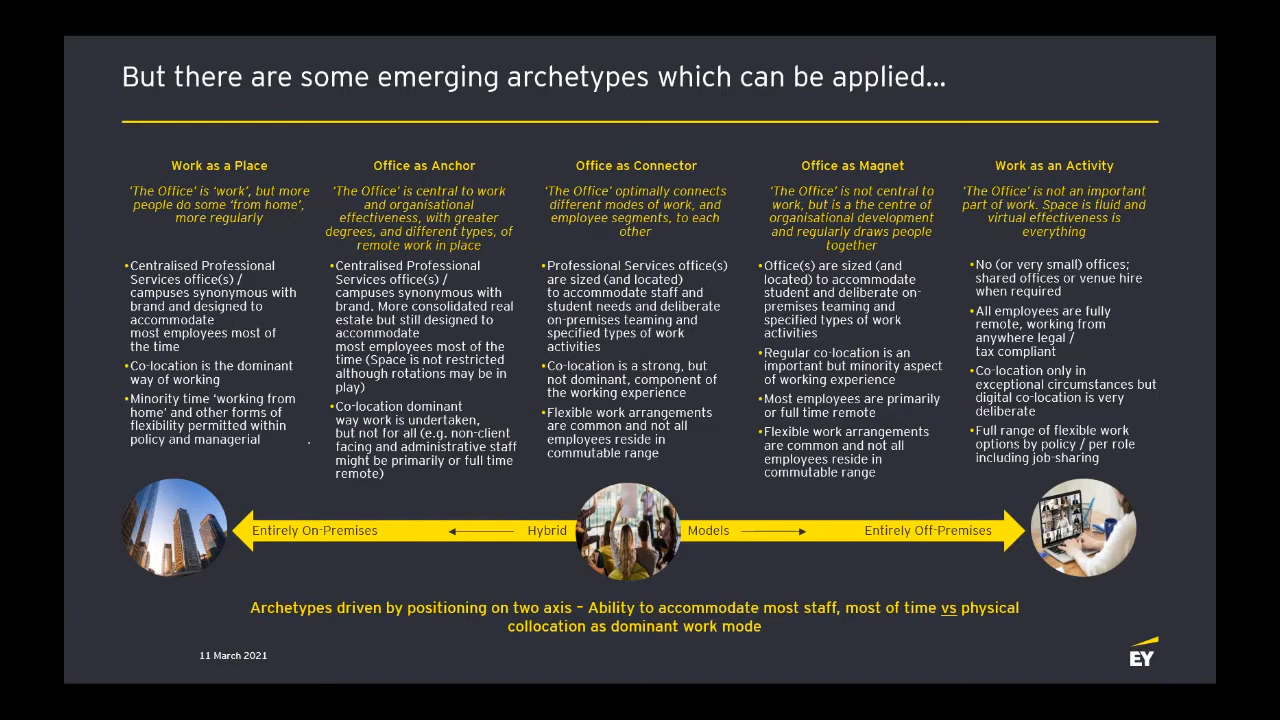 But there are some emerging archetypes which can be applied...
Work as a Place
'The Office' is 'work', but more
people do some 'from home',
more regularly
•Centralised Professional
Services office(s) /
campuses synonymous with
brand and designed to
accommodate
most employees most of
the time
•Co-location is the dominant
way of working
•Minority time 'working from
home' and other forms of
flexibility permitted within
policy and managerial .
Office as Anchor
'The Office' is central to work
and organisational
effectiveness, with greater
degrees, and different types, of
remote work in place
•Centralised Professional
Services office(s) /
campuses synonymous with
brand. More consolidated real
estate but still designed to
accommodate
most employees most of the
time (Space is not restricted
although rotations may be in
play)
•Co-location dominant
way work is undertaken,
but not for all (e.g. non-client
facing and administrative staff
might be primarily or full time
remote)
Office as Connector
'The Office' optimally connects
different modes of work, and
employee segments, to each
other
•Professional Services office(s)
are sized (and located)
to accommodate staff and
student needs and deliberate
on-premises teaming and
specified types of work
activities
•Co-location is a strong, but
not dominant, component of
the working experience
•Flexible work arrangements
are common and not all
employees reside in
commutable range
Office as Magnet
'The Office' is not central to
work, but is a the centre of
organisational development
and regularly draws people
together
•Office(s) are sized (and
located) to accommodate
student and deliberate on-
premises teaming and
specified types of work
activities
•Regular co-location is an
important but minority aspect
of working experience
•Most employees are primarily
or full time remote
•Flexible work arrangements
are common and not all
employees reside in
commutable range
Work as an Activity
'The Office' is not an important
part of work. Space is fluid and
virtual effectiveness is
everything
•No (or very small) offices;
shared offices or venue hire
when required
•All employees are fully
remote, working from
anywhere legal /
tax compliant
•Co-location only in
exceptional circumstances but
digital co-location is very
deliberate
•Full range of flexible work
options by policy / per role
including job-sharing
Entirely On-Premises
Hybrid
Models
Entirely Off-Premises
Archetypes driven by positioning on two axis – Ability to accommodate most staff, most of time vs physical
collocation as dominant work mode
11 March 2021
EY